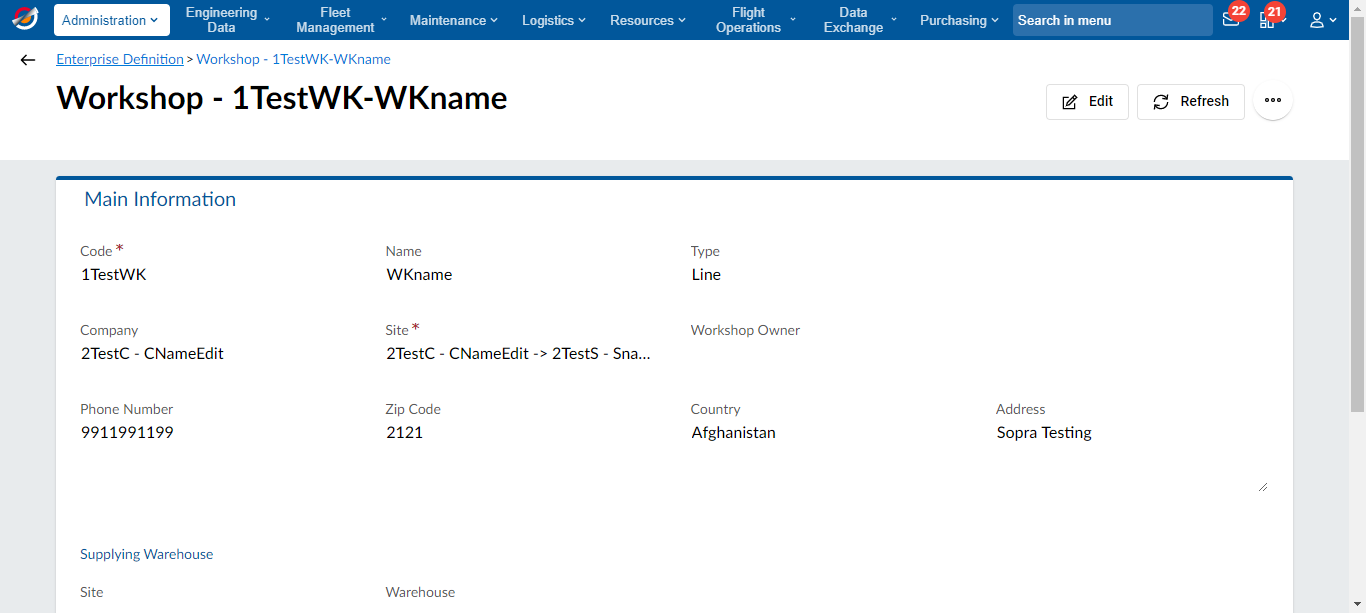 Administration
Engineering Data
Fleet Management
Maintenance
Logistics
Resources
Flight Operations
Data Exchange
Purchasing
Search in menu
22
21
Enterprise Definition > Workshop - 1TestWK-WKname
Workshop - 1TestWK-WKname
Edit
Refresh
Main Information
Code * Name Type
1TestWK WKname Line
Company Site * Workshop Owner
2TestC - CNameEdit 2TestC - CNameEdit -> 2TestS - Sna...
Phone Number Zip Code Country Address
9911991199 2121 Afghanistan Sopra Testing
Supplying Warehouse
Site Warehouse